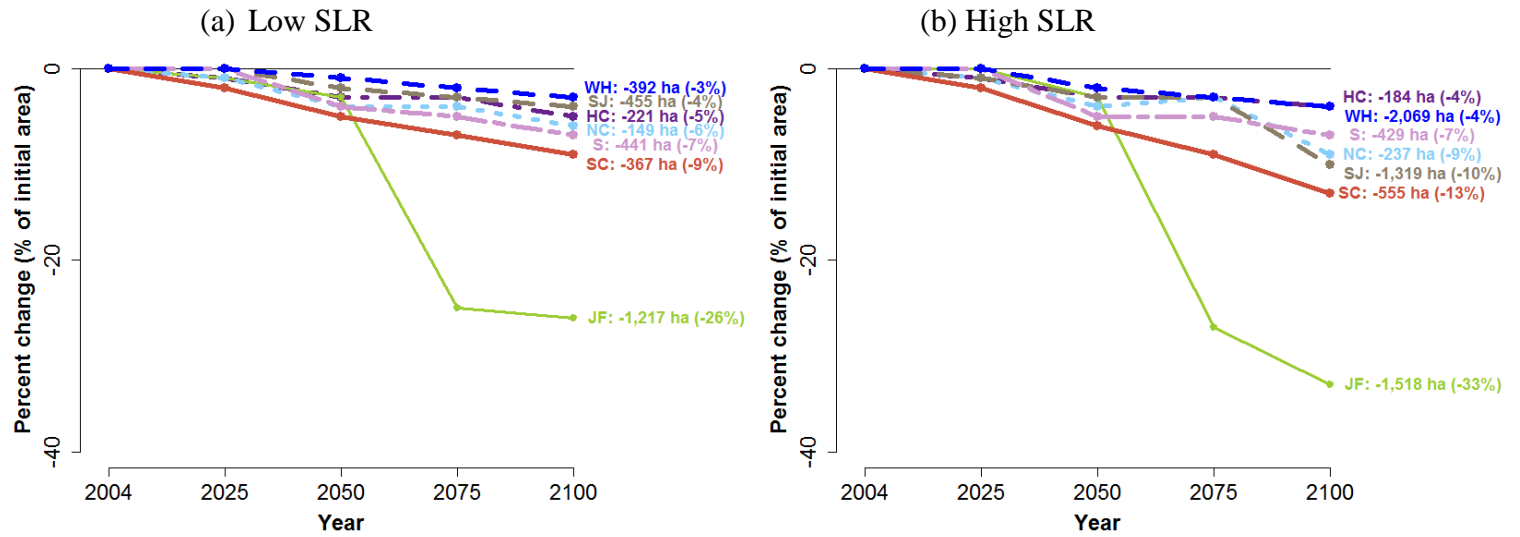 (a) Low SLR
Percent change (% of initial area)
0
-20
-40
WH: -392 ha (-3%)
SJ: -455 ha (-4%)
HC: -221 ha (-5%)
NC: -149 ha (-6%)
S: -441 ha (-7%)
SC: -367 ha (-9%)
JF: -1,217 ha (-26%)
2004 2025 2050 2075 2100
Year
(b) High SLR
Percent change (% of initial area)
0
-20
-40
HC: -184 ha (-4%)
WH: -2,069 ha (-4%)
S: -429 ha (-7%)
NC: -237 ha (-9%)
SJ: -1,319 ha (-10%)
SC: -555 ha (-13%)
JF: -1,518 ha (-33%)
2004 2025 2050 2075 2100
Year